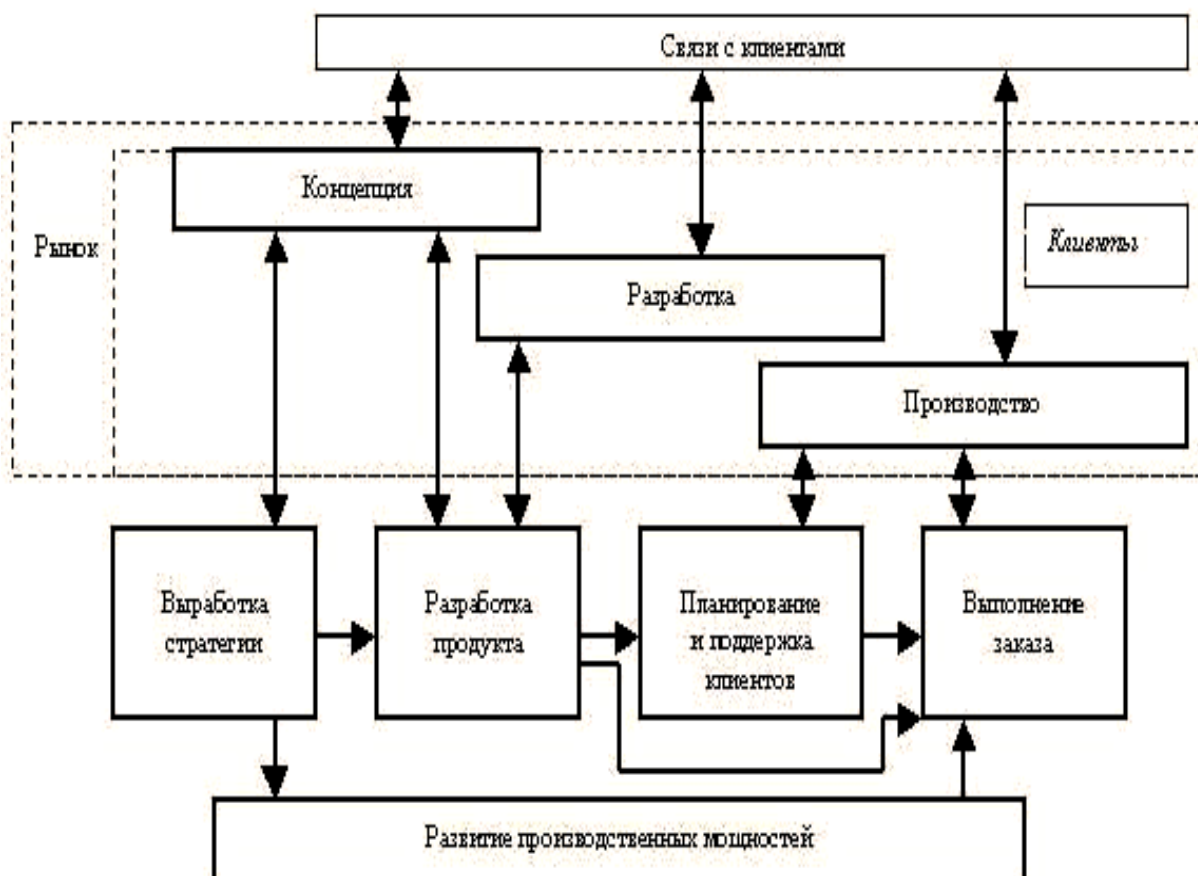 Связи с клиентами
Концепция
Рынок
Клиенты
Разработка
Производство
Выработка
стратегии
Разработка
продукта
Планирование
и поддержка
клиентов
Выполнение
заказа
Развитие производственных мощностей